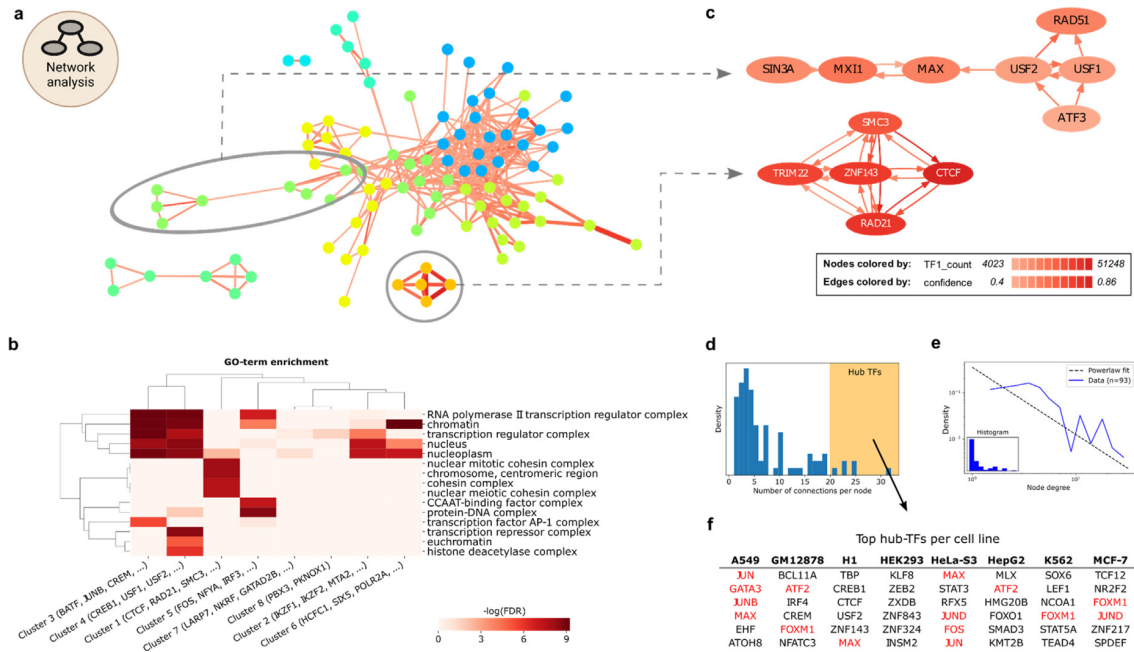 a
Network
analysis
c
RAD51
SIN3A
MXI1
MAX
USF2
USF1
ATF3
SMC3
TRIM22
ZNF143
CTCF
RAD21
Nodes colored by: TF1_count 4023 51248
Edges colored by: confidence 0.4 0.86
b
GO-term enrichment
RNA polymerase II transcription regulator complex
chromatin
transcription regulator complex
nucleus
nucleoplasm
nuclear mitotic cohesin complex
chromosome, centromeric region
cohesin complex
nuclear meiotic cohesin complex
CCAAT-binding factor complex
protein-DNA complex
transcription factor AP-1 complex
transcription repressor complex
euchromatin
histone deacetylase complex
Cluster 3 (BATF, JUNB, CREM, ...)
Cluster 4 (CREB1, USF1, USF2, ...)
Cluster 1 (CTCF, RAD21, SMC3, ...)
Cluster 5 (FOS, NFYA, IRF3, ...)
Cluster 7 (LARP7, NKRF, GATAD2B, ...)
Cluster 8 (PBX3, PKNOX1)
Cluster 2 (IKZF1, IKZF2, MTA2, ...)
Cluster 6 (HCFC1, SIX5, POLR2A, ...)
-log(FDR)
0 3 6 9
d
Hub TFs
Density
0 5 10 15 20 25 30
Number of connections per node
e
Powerlaw fit
Data (n=93)
Density
10⁻¹
10⁻²
Histogram
10⁰ 10¹
Node degree
f
Top hub-TFs per cell line
A549 GM12878 H1 HEK293 HeLa-S3 HepG2 K562 MCF-7
JUN BCL11A TBP KLF8 MAX MLX SOX6 TCF12
GATA3 ATF2 CREB1 ZEB2 STAT3 ATF2 LEF1 NR2F2
JUNB IRF4 CTCF ZXDB RFX5 HMG20B NCOA1 FOXM1
MAX CREM USF2 ZNF843 JUND FOXO1 FOXM1 JUND
EHF FOXM1 ZNF143 ZNF324 FOS SMAD3 STAT5A ZNF217
ATOH8 NFATC3 MAX INSM2 JUN KMT2B TEAD4 SPDEF